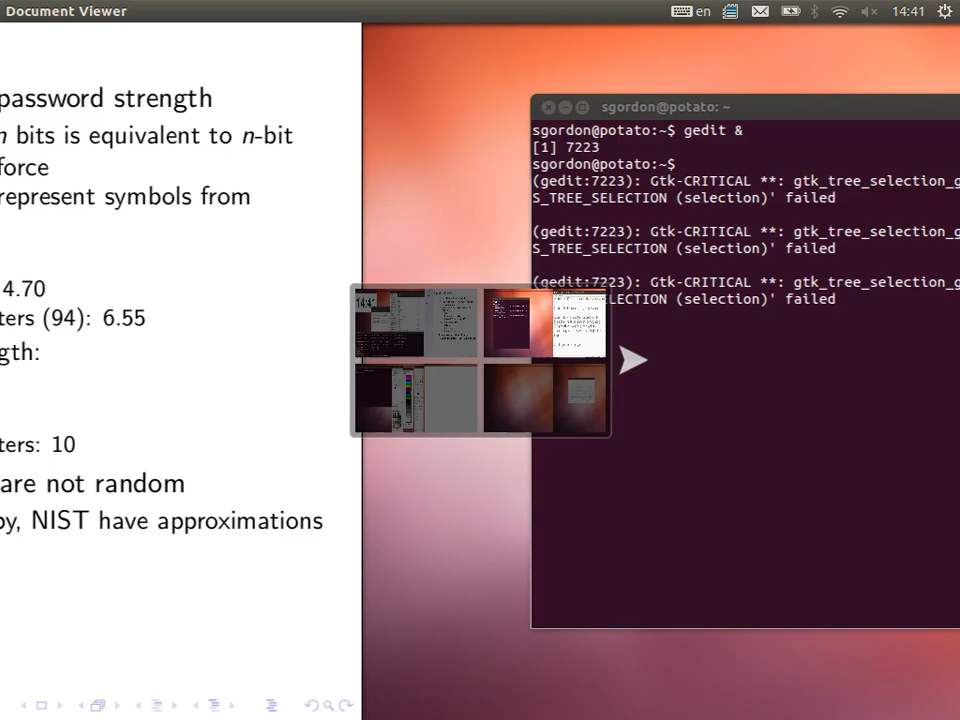 Document Viewer
en
14:41
password strength
n bits is equivalent to n-bit
force
represent symbols from
4.70
ters (94): 6.55
gth:
ters: 10
are not random
py, NIST have approximations
sgordon@potato: ~
sgordon@potato:~$ gedit &
[1] 7223
sgordon@potato:~$
(gedit:7223): Gtk-CRITICAL **: gtk_tree_selection_g
S_TREE_SELECTION (selection)' failed
(gedit:7223): Gtk-CRITICAL **: gtk_tree_selection_g
S_TREE_SELECTION (selection)' failed
(gedit:7223): Gtk-CRITICAL **: gtk_tree_selection_g
LECTION (selection)' failed
14:41